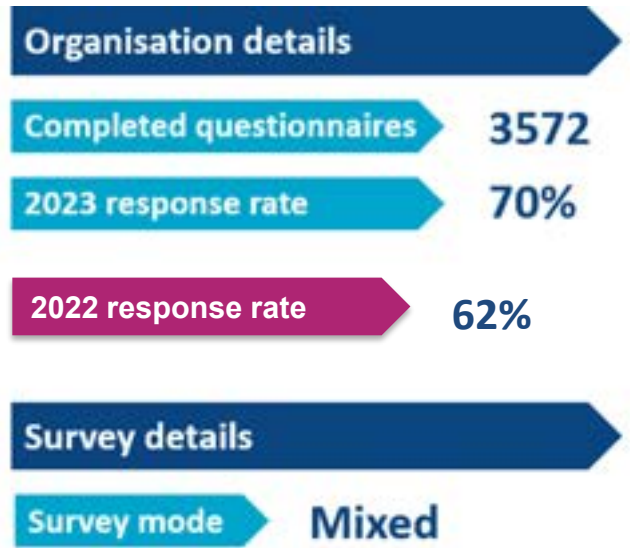 Organisation details
Completed questionnaires 3572
2023 response rate 70%
2022 response rate 62%
Survey details
Survey mode Mixed